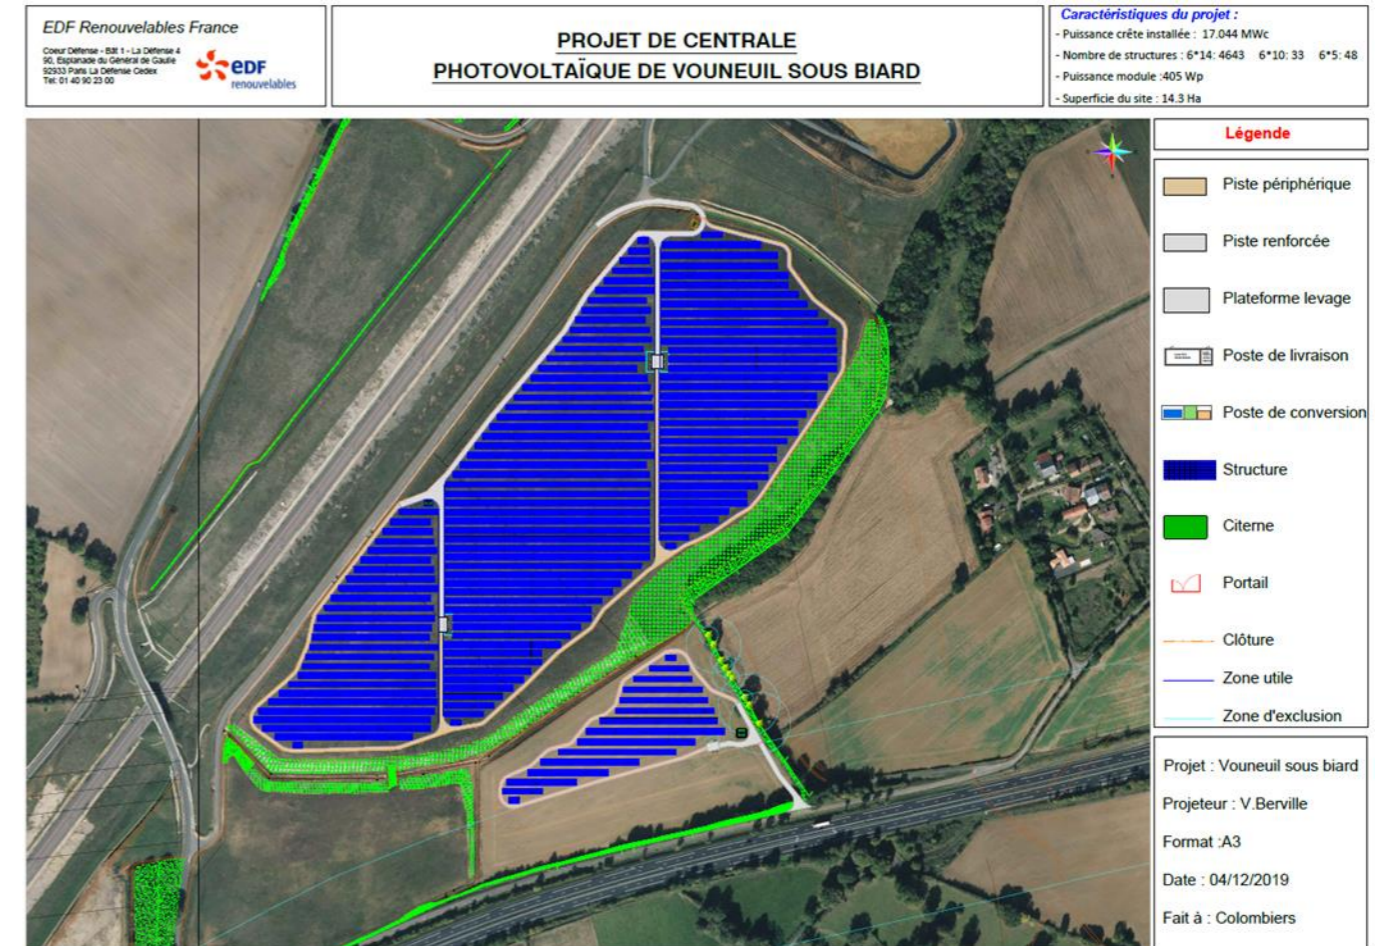 EDF Renouvelables France
Coeur Défense - Bât 1 - La Défense 4
90, Esplanade du Général de Gaulle
92933 Paris La Défense Cedex
Tel: 01 40 90 23 00
edf
renouvelables
PROJET DE CENTRALE
PHOTOVOLTAÏQUE DE VOUNEUIL SOUS BIARD
Caractéristiques du projet :
- Puissance crête installée : 17.044 MWc
- Nombre de structures : 6*14: 4643 6*10: 33 6*5: 48
- Puissance module :405 Wp
- Superficie du site : 14.3 Ha
Légende
Piste périphérique
Piste renforcée
Plateforme levage
Poste de livraison
Poste de conversion
Structure
Citerne
Portail
Clôture
Zone utile
Zone d'exclusion
Projet : Vouneuil sous biard
Projeteur : V.Berville
Format :A3
Date : 04/12/2019
Fait à : Colombiers